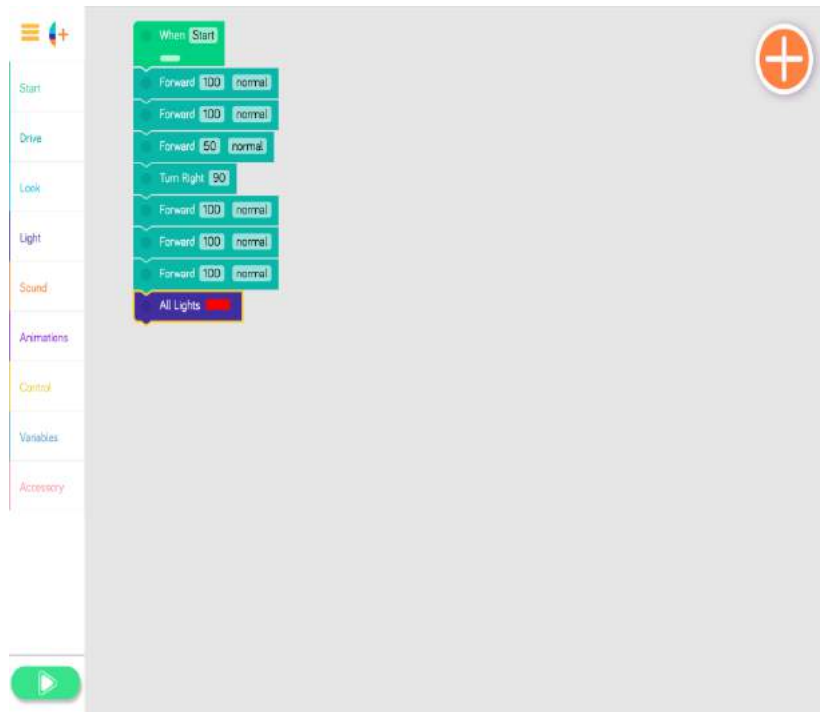 When Start
Forward 100 normal
Forward 100 normal
Forward 50 normal
Turn Right 90
Forward 100 normal
Forward 100 normal
Forward 100 normal
All Lights
Start
Drive
Look
Light
Sound
Animations
Control
Variables
Accessory